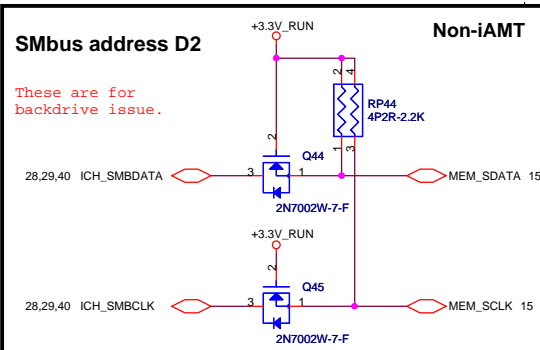 +3.3V_RUN
Non-iAMT
SMbus address D2
These are for
backdrive issue.
2 4
RP44
4P2R-2.2K
2
1 3
Q44
28,29,40 ICH_SMBDATA 3 1 MEM_SDATA 15
2N7002W-7-F
+3.3V_RUN
2
Q45
28,29,40 ICH_SMBCLK 3 1 MEM_SCLK 15
2N7002W-7-F